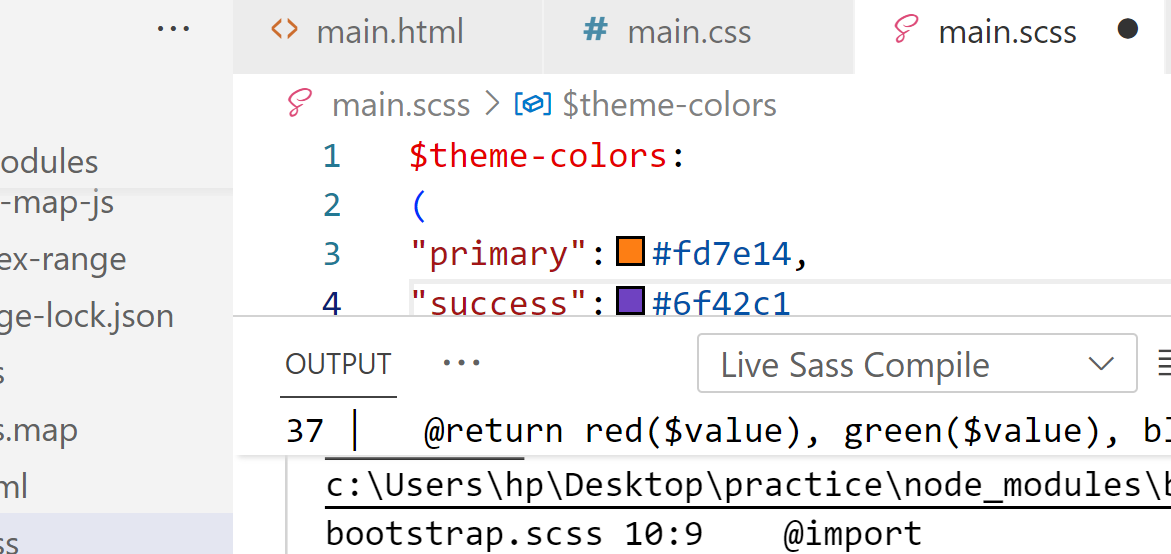 ...
main.html
main.css
main.scss
main.scss > $theme-colors
odules
-map-js
ex-range
ge-lock.json
s
s.map
ml
ss
1 $theme-colors:
2 (
3 "primary": #fd7e14,
4 "success": #6f42c1
OUTPUT ...
Live Sass Compile
37 | @return red($value), green($value), bl
c:\Users\hp\Desktop\practice\node_modules\b
bootstrap.scss 10:9 @import